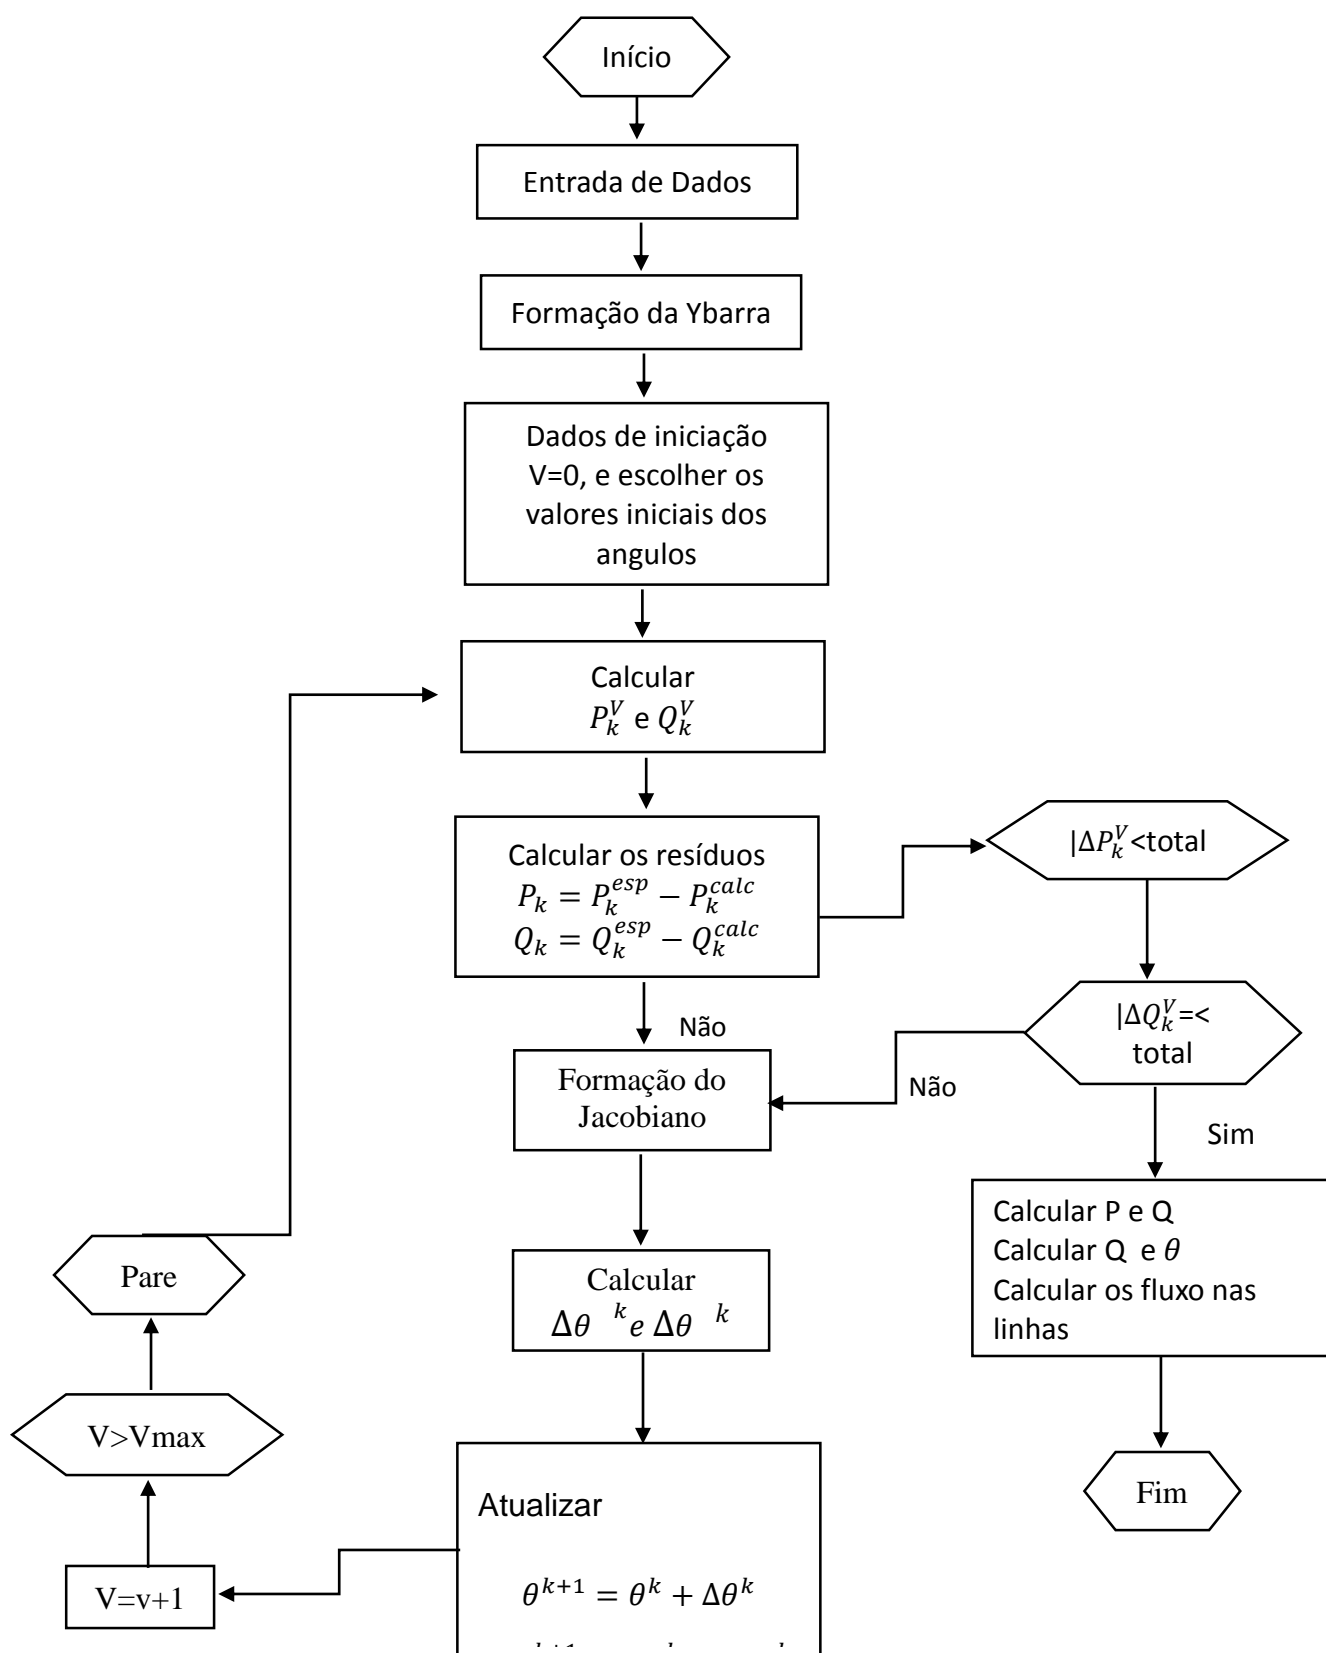 Início
Entrada de Dados
Formação da Ybarra
Dados de iniciação
V=0, e escolher os
valores iniciais dos
angulos
Calcular
P_k^V e Q_k^V
Calcular os resíduos
P_k = P_k^{esp} − P_k^{calc}
Q_k = Q_k^{esp} − Q_k^{calc}
|ΔP_k^V<total
|ΔQ_k^V=<
total
Não
Não
Sim
Formação do
Jacobiano
Calcular P e Q
Calcular Q e θ
Calcular os fluxo nas
linhas
Fim
Calcular
Δθ ^k e Δθ ^k
Atualizar
θ^{k+1} = θ^k + Δθ^k
V=v+1
V>Vmax
Pare